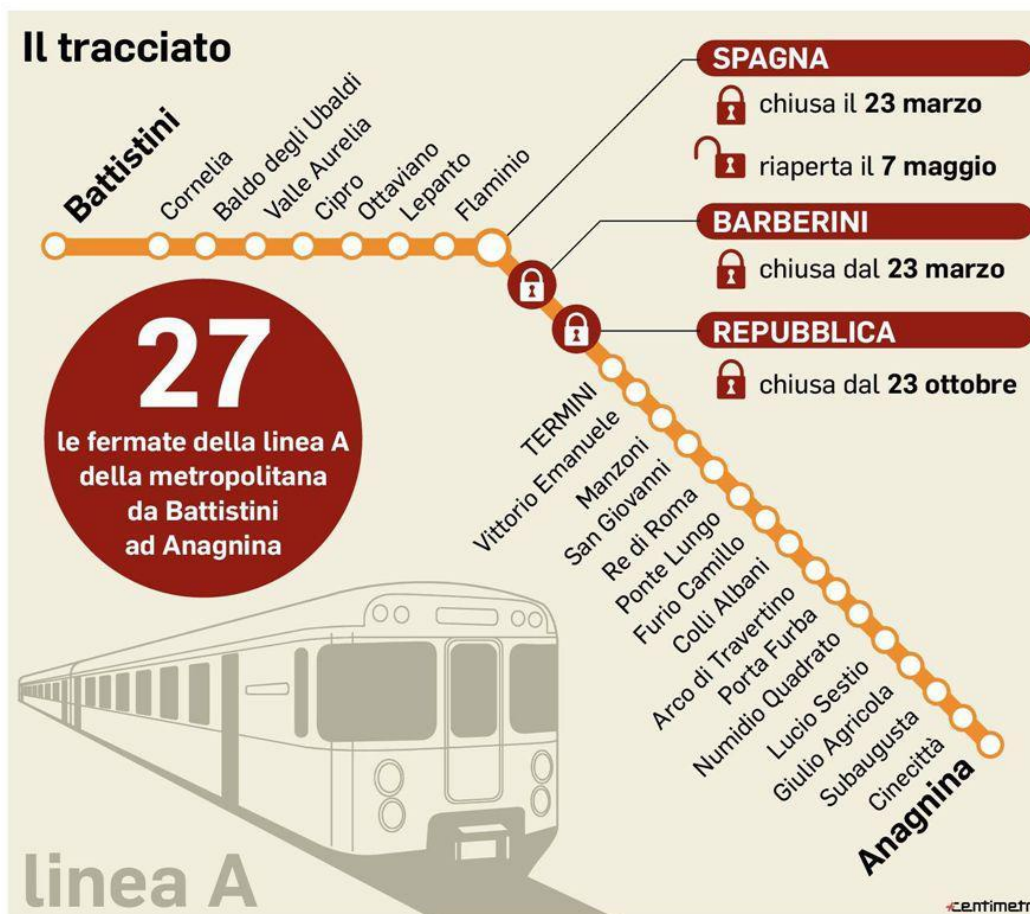 Il tracciato
Battistini
Cornelia
Baldo degli Ubaldi
Valle Aurelia
Cipro
Ottaviano
Lepanto
Flaminio
SPAGNA
chiusa il 23 marzo
riaperta il 7 maggio
BARBERINI
chiusa dal 23 marzo
REPUBBLICA
chiusa dal 23 ottobre
27
le fermate della linea A
della metropolitana
da Battistini
ad Anagnina
TERMINI
Vittorio Emanuele
Manzoni
San Giovanni
Re di Roma
Ponte Lungo
Furio Camillo
Colli Albani
Arco di Travertino
Porta Furba
Numidio Quadrato
Lucio Sestio
Giulio Agricola
Subaugusta
Cinecittà
Anagnina
linea A
centimetr